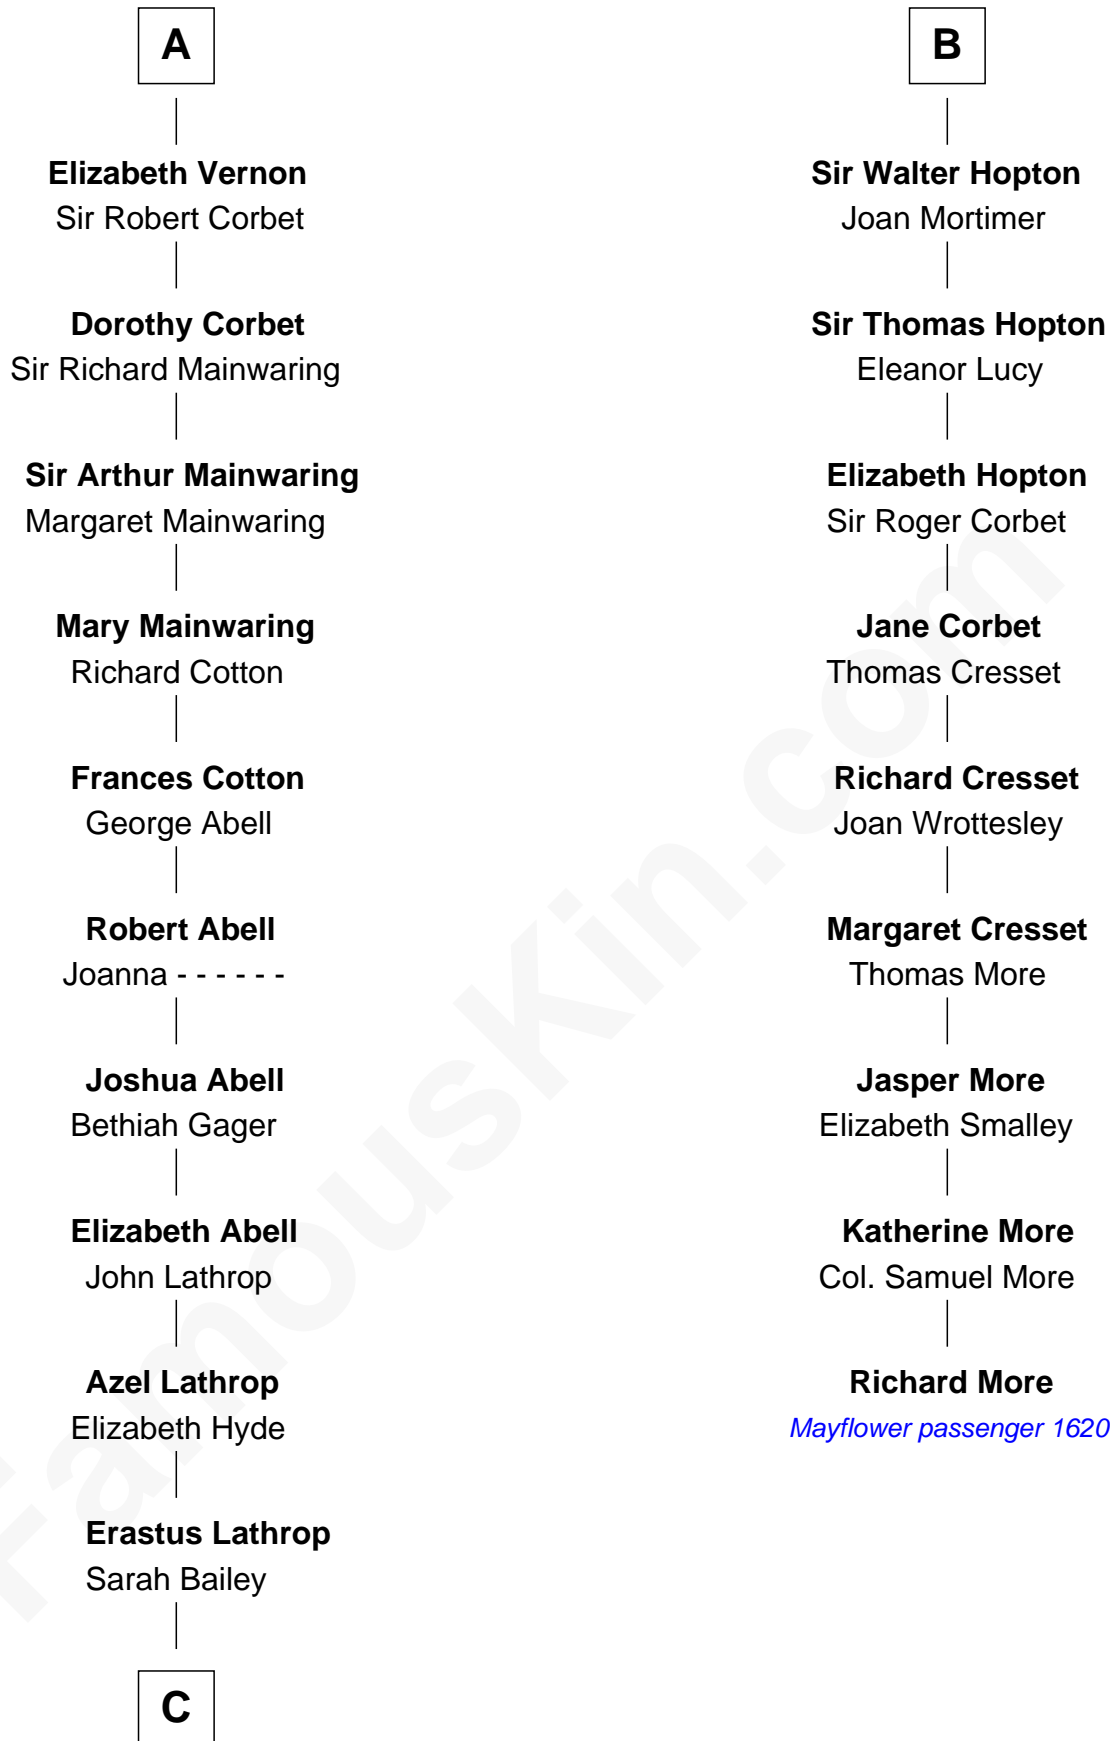 A
Elizabeth Vernon
Sir Robert Corbet
Dorothy Corbet
Sir Richard Mainwaring
Sir Arthur Mainwaring
Margaret Mainwaring
Mary Mainwaring
Richard Cotton
Frances Cotton
George Abell
Robert Abell
Joanna - - - - - -
Joshua Abell
Bethiah Gager
Elizabeth Abell
John Lathrop
Azel Lathrop
Elizabeth Hyde
Erastus Lathrop
Sarah Bailey
C
B
Sir Walter Hopton
Joan Mortimer
Sir Thomas Hopton
Eleanor Lucy
Elizabeth Hopton
Sir Roger Corbet
Jane Corbet
Thomas Cresset
Richard Cresset
Joan Wrottesley
Margaret Cresset
Thomas More
Jasper More
Elizabeth Smalley
Katherine More
Col. Samuel More
Richard More
Mayflower passenger 1620
FamousKin.com